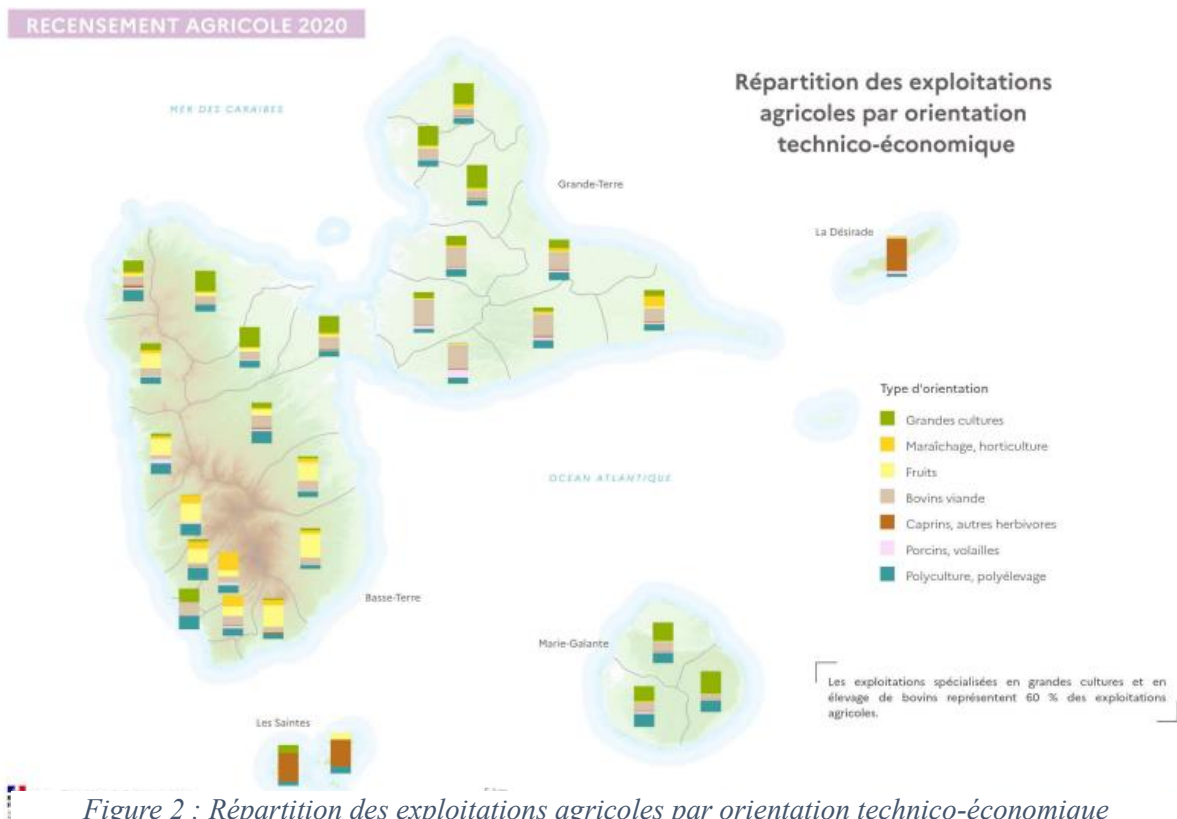 RECENSEMENT AGRICOLE 2020
MER DES CARAIBES
Répartition des exploitations
agricoles par orientation
technico-économique
Grande-Terre
La Désirade
Type d'orientation
Grandes cultures
Maraîchage, horticulture
Fruits
Bovins viande
Caprins, autres herbivores
Porcins, volailles
Polyculture, polyélevage
OCEAN ATLANTIQUE
Basse-Terre
Marie-Galante
Les exploitations spécialisées en grandes cultures et en
élevage de bovins représentent 60 % des exploitations
agricoles.
Les Saintes
Figure 2 : Répartition des exploitations agricoles par orientation technico-économique